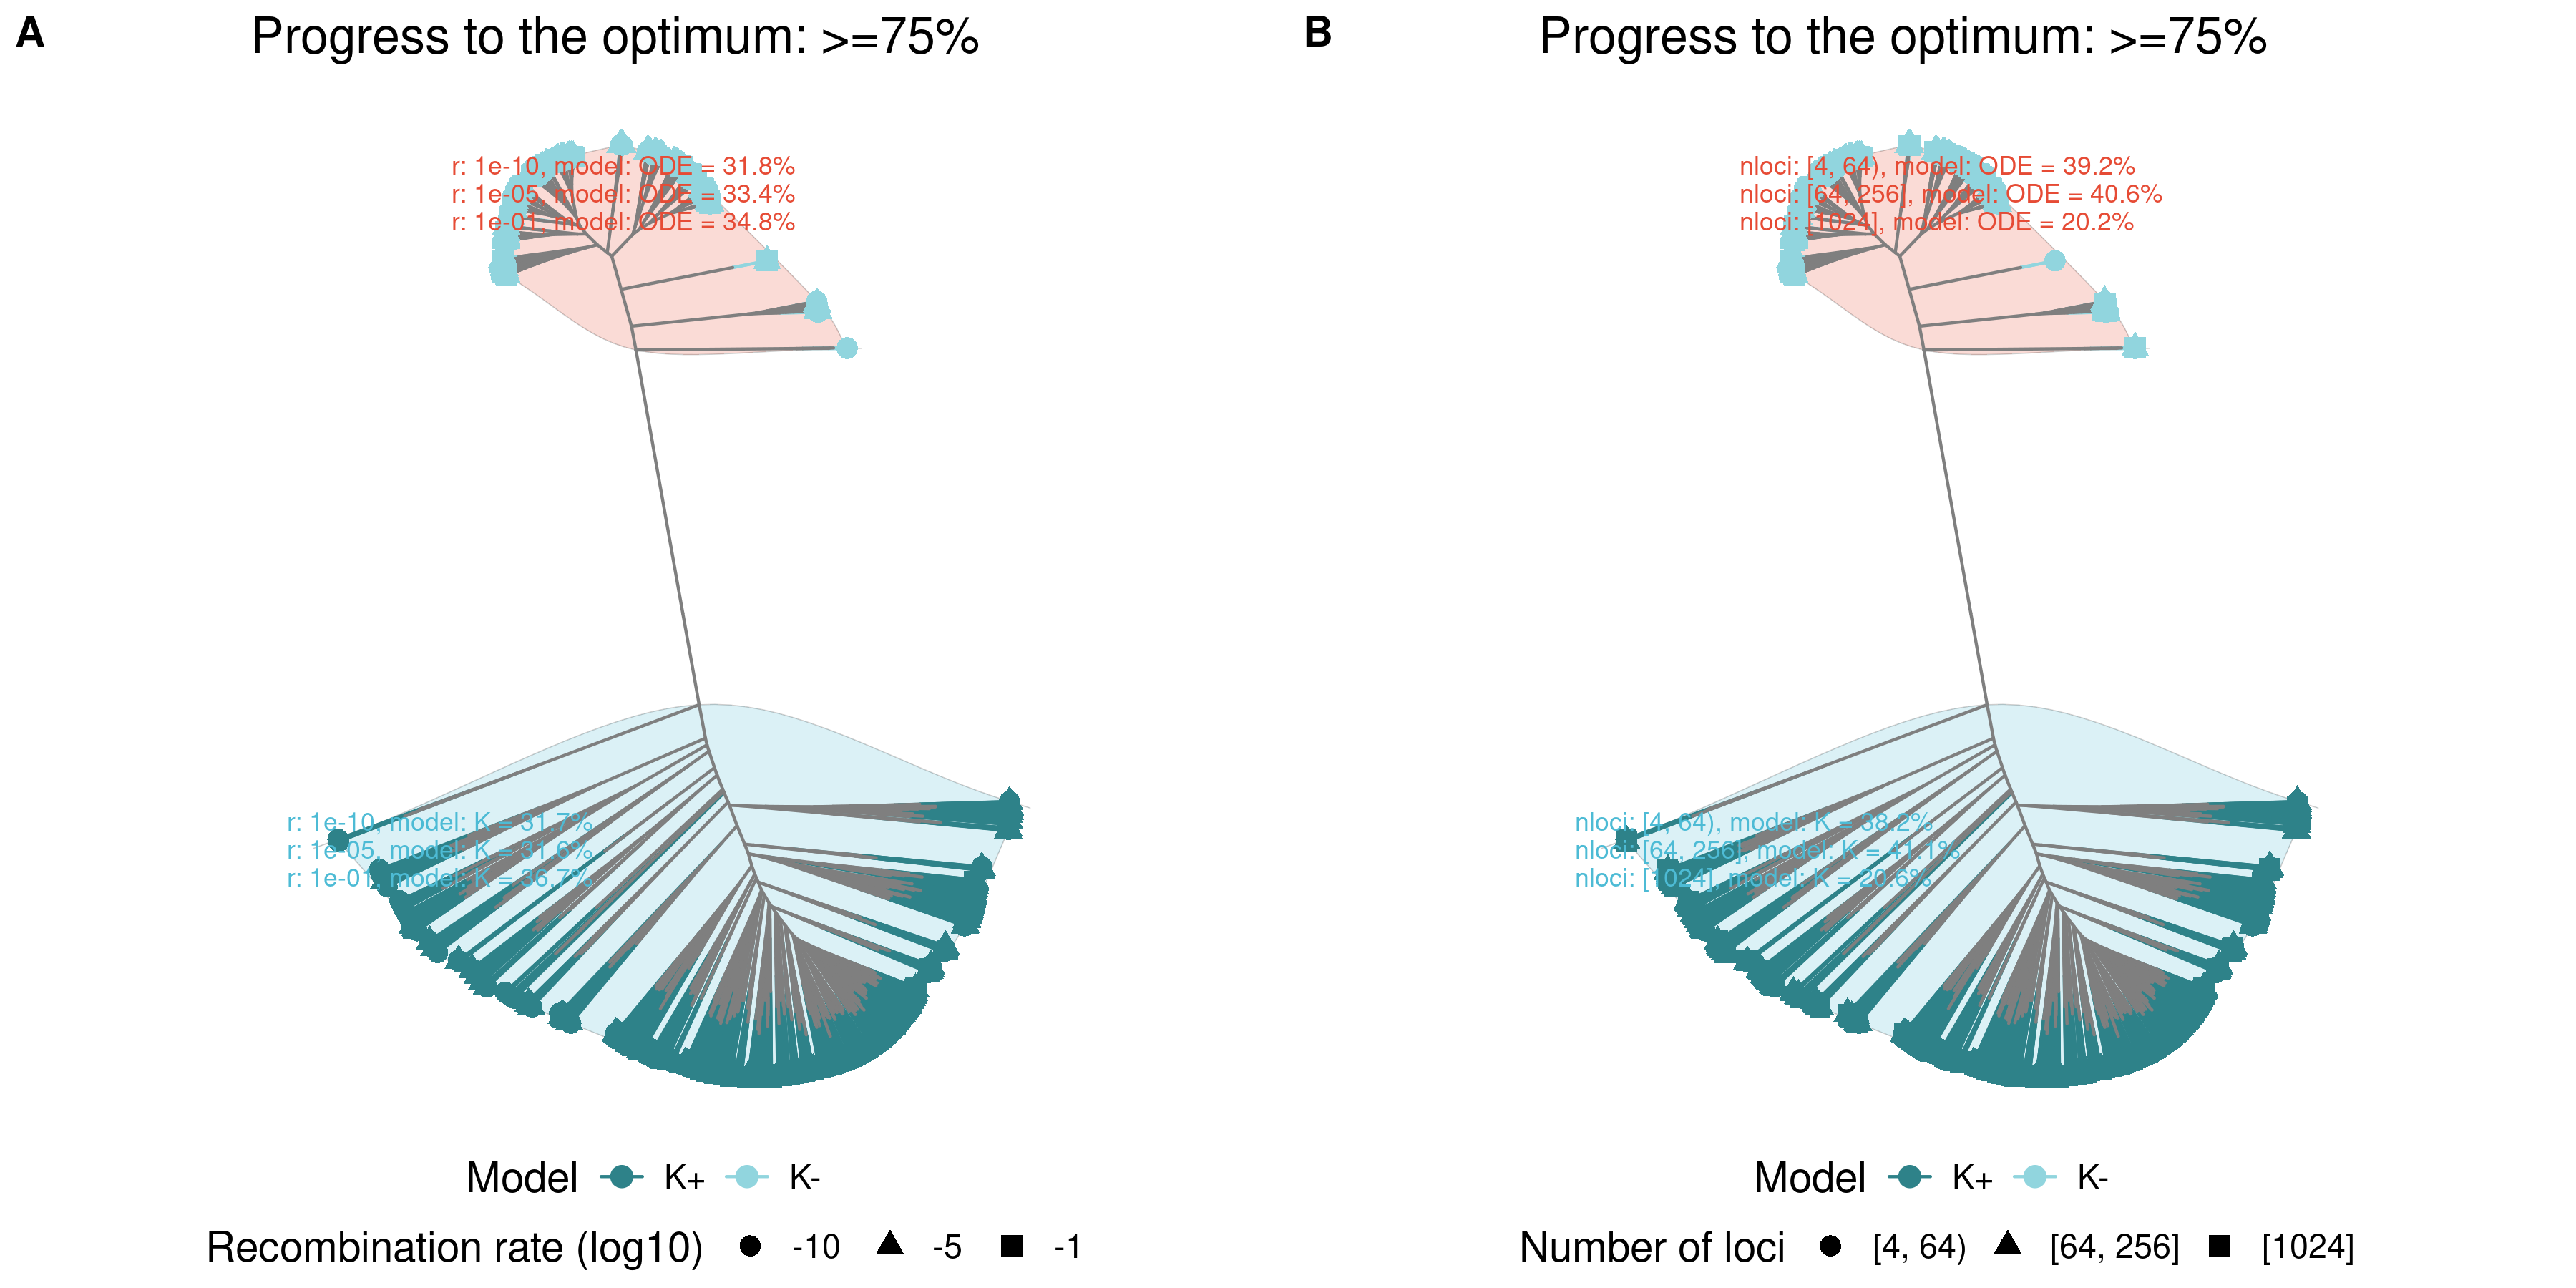 A
Progress to the optimum: >=75%
r: 1e-10, model: ODE = 31.8%
r: 1e-05, model: ODE = 33.4%
r: 1e-01, model: ODE = 34.8%
r: 1e-10, model: K = 31.7%
r: 1e-05, model: K = 31.6%
r: 1e-01, model: K = 36.7%
Model K+ K-
Recombination rate (log10) -10 -5 -1
B
Progress to the optimum: >=75%
nloci: [4, 64), model: ODE = 39.2%
nloci: [64, 256], model: ODE = 40.6%
nloci: [1024], model: ODE = 20.2%
nloci: [4, 64), model: K = 38.2%
nloci: [64, 256], model: K = 41.1%
nloci: [1024], model: K = 20.6%
Model K+ K-
Number of loci [4, 64) [64, 256] [1024]